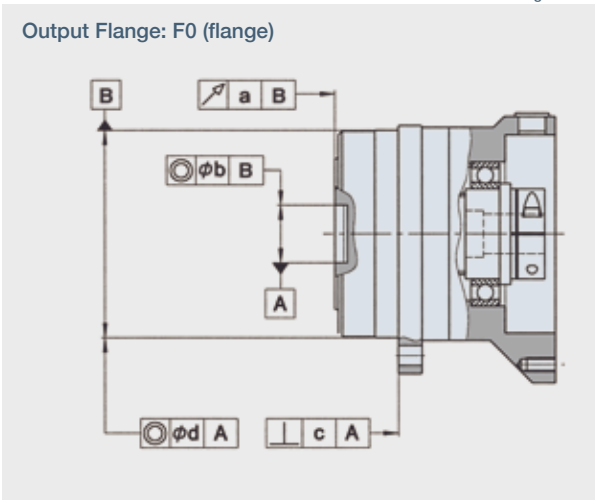 Output Flange: F0 (flange)
B
↗ a B
◎ φb B
A
◎ φd A
⊥ c A